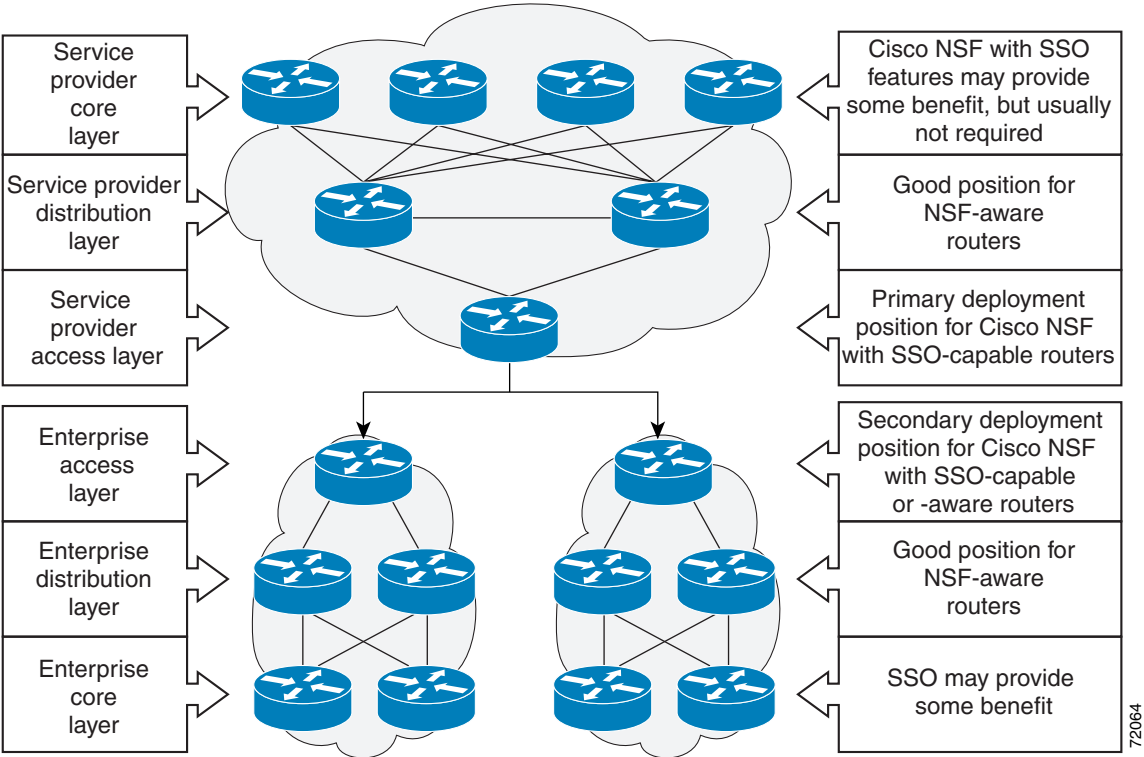 Service
provider
core
layer
Cisco NSF with SSO
features may provide
some benefit, but usually
not required
Service provider
distribution
layer
Good position for
NSF-aware
routers
Service
provider
access layer
Primary deployment
position for Cisco NSF
with SSO-capable routers
Enterprise
access
layer
Secondary deployment
position for Cisco NSF
with SSO-capable
or -aware routers
Enterprise
distribution
layer
Good position for
NSF-aware
routers
Enterprise
core
layer
SSO may provide
some benefit
72064